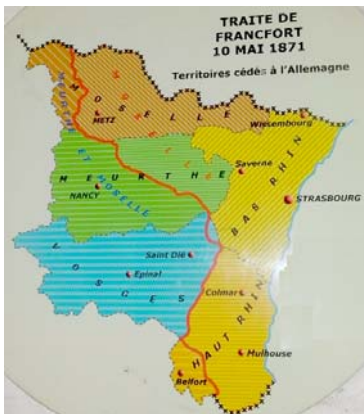 TRAITE DE
FRANCFORT
10 MAI 1871
Territoires cédés à l'Allemagne
MOSELLE
MOSELLE
METZ
Wissembourg
MEURTHE ET MOSELLE
Saverne
MEURTHE
NANCY
STRASBOURG
BAS RHIN
VOSGES
Saint Dié
Epinal
Colmar
HAUT RHIN
Mulhouse
Belfort